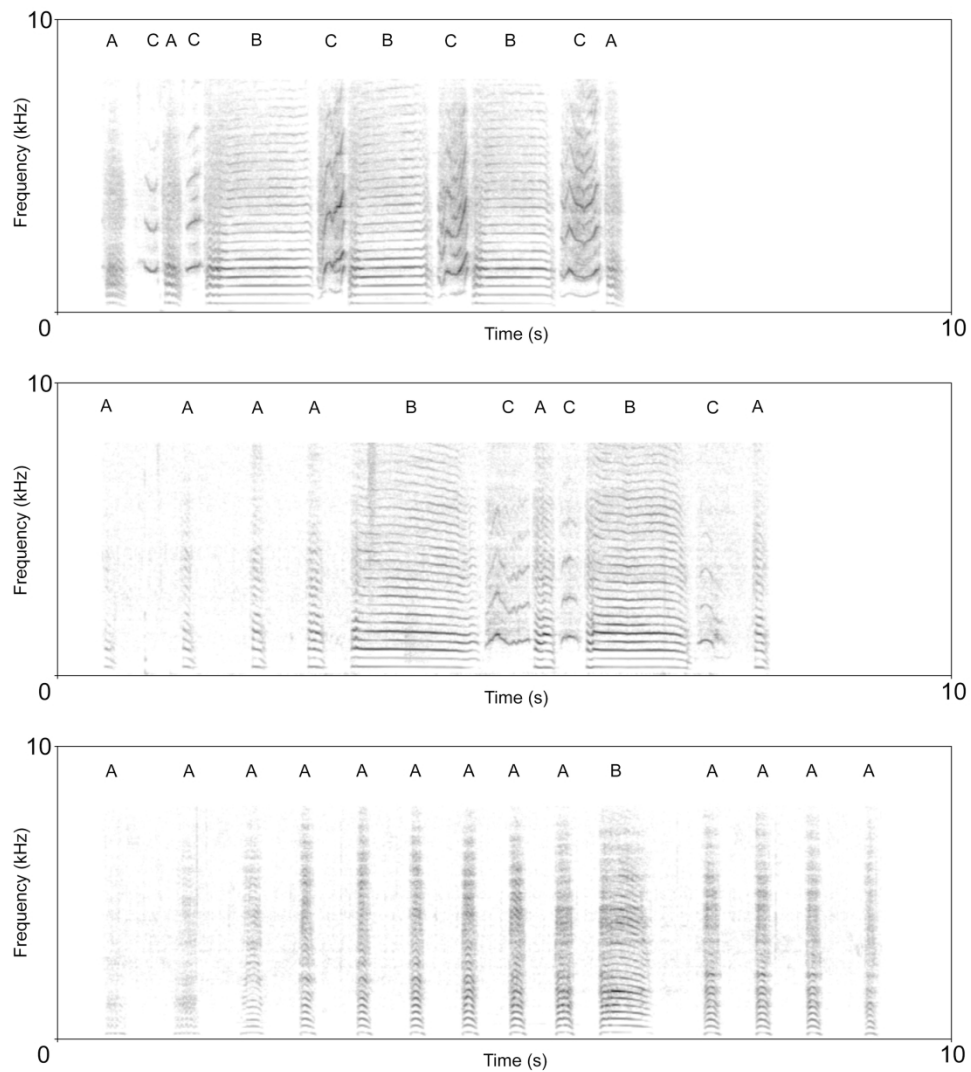 10
A C A C B C B C B C A
Frequency (kHz)
0
Time (s)
10
10
A A A A B C A C B C A
Frequency (kHz)
0
Time (s)
10
10
A A A A A A A A A B A A A A
Frequency (kHz)
0
Time (s)
10